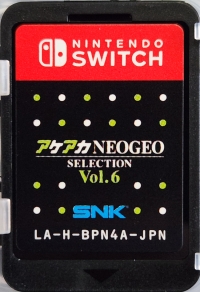 NINTENDO
SWITCH
アケアカNEOGEO
SELECTION
Vol.6
SNK
LA-H-BPN4A-JPN